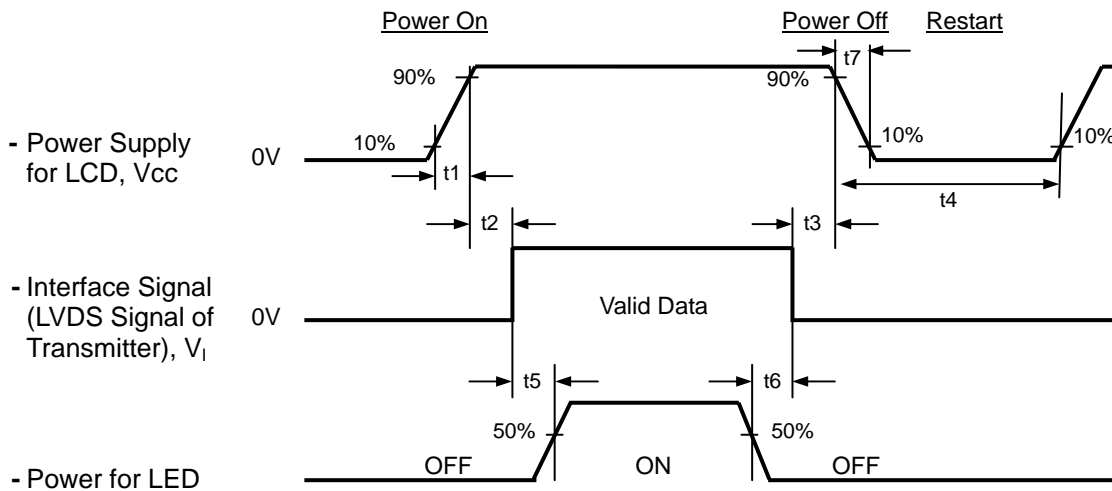 Power On
Power Off
Restart
90%
90%
t7
10%
10%
10%
- Power Supply
for LCD, Vcc
0V
t1
t4
t2
t3
- Interface Signal
(LVDS Signal of
Transmitter), VI
0V
Valid Data
t5
t6
50%
50%
- Power for LED
OFF
ON
OFF